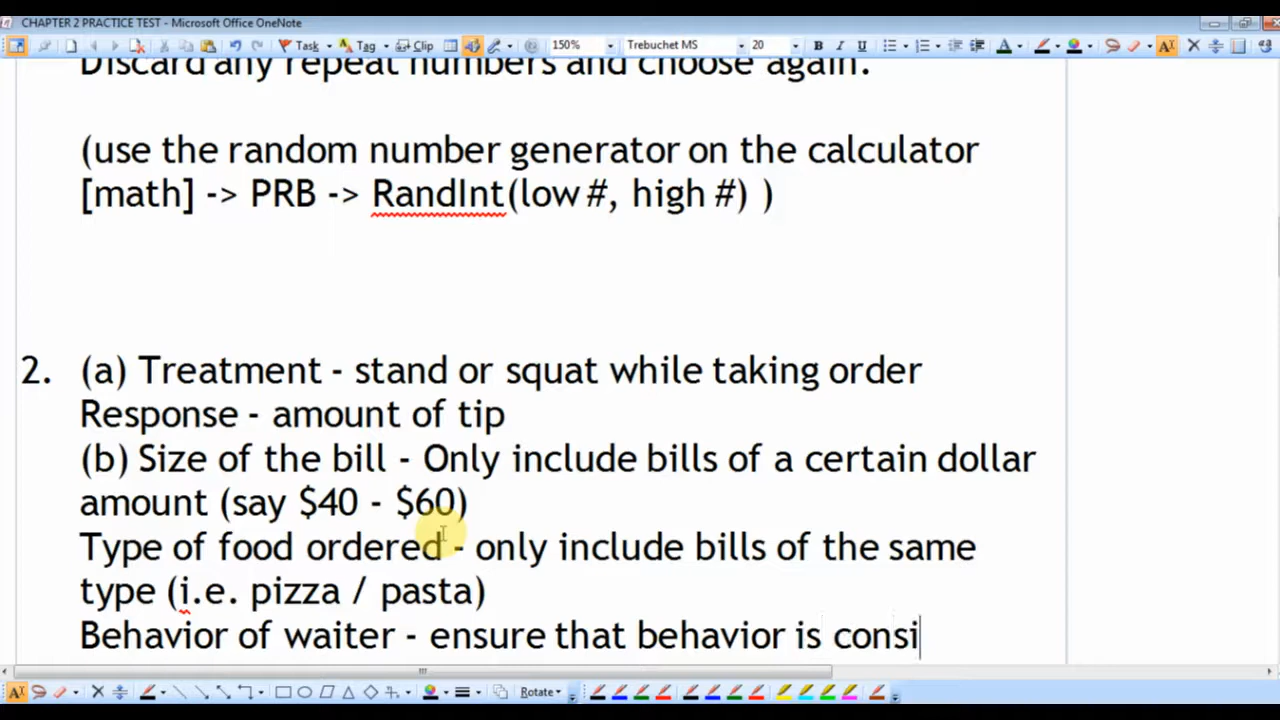 CHAPTER 2 PRACTICE TEST - Microsoft Office OneNote
Task Tag Clip 150% Trebuchet MS 20 B I U A
Discard any repeat numbers and choose again.
(use the random number generator on the calculator
[math] -> PRB -> RandInt(low #, high #) )
2. (a) Treatment - stand or squat while taking order
Response - amount of tip
(b) Size of the bill - Only include bills of a certain dollar
amount (say $40 - $60)
Type of food ordered - only include bills of the same
type (i.e. pizza / pasta)
Behavior of waiter - ensure that behavior is consi
Rotate